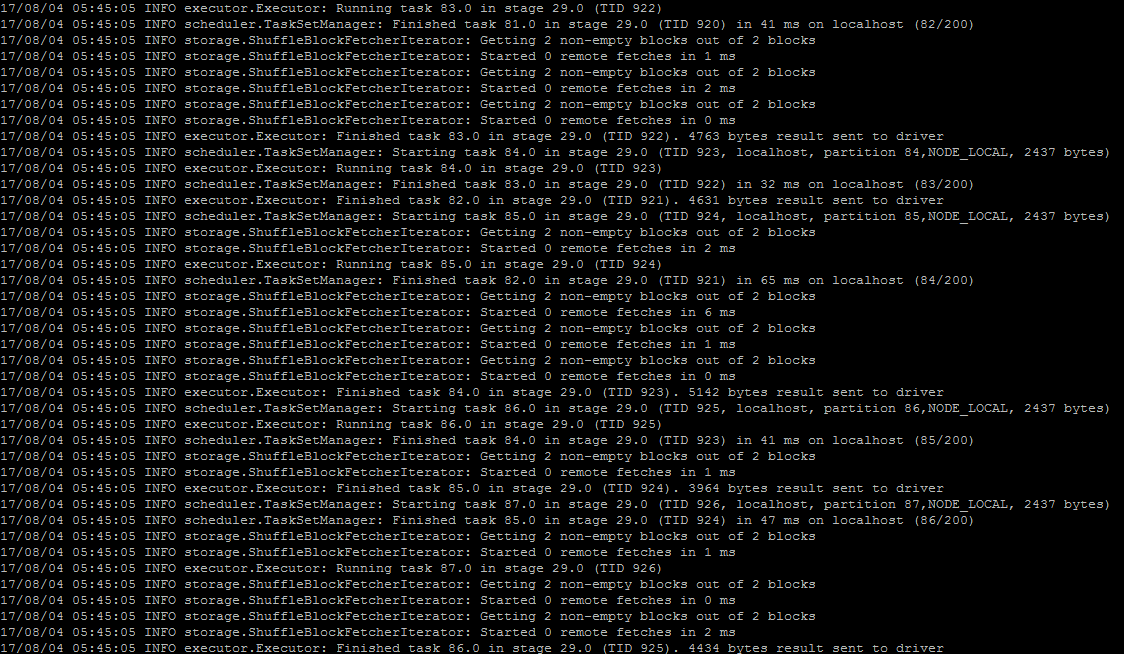 17/08/04 05:45:05 INFO executor.Executor: Running task 83.0 in stage 29.0 (TID 922)
17/08/04 05:45:05 INFO scheduler.TaskSetManager: Finished task 81.0 in stage 29.0 (TID 920) in 41 ms on localhost (82/200)
17/08/04 05:45:05 INFO storage.ShuffleBlockFetcherIterator: Getting 2 non-empty blocks out of 2 blocks
17/08/04 05:45:05 INFO storage.ShuffleBlockFetcherIterator: Started 0 remote fetches in 1 ms
17/08/04 05:45:05 INFO storage.ShuffleBlockFetcherIterator: Getting 2 non-empty blocks out of 2 blocks
17/08/04 05:45:05 INFO storage.ShuffleBlockFetcherIterator: Started 0 remote fetches in 2 ms
17/08/04 05:45:05 INFO storage.ShuffleBlockFetcherIterator: Getting 2 non-empty blocks out of 2 blocks
17/08/04 05:45:05 INFO storage.ShuffleBlockFetcherIterator: Started 0 remote fetches in 0 ms
17/08/04 05:45:05 INFO executor.Executor: Finished task 83.0 in stage 29.0 (TID 922). 4763 bytes result sent to driver
17/08/04 05:45:05 INFO scheduler.TaskSetManager: Starting task 84.0 in stage 29.0 (TID 923, localhost, partition 84,NODE_LOCAL, 2437 bytes)
17/08/04 05:45:05 INFO executor.Executor: Running task 84.0 in stage 29.0 (TID 923)
17/08/04 05:45:05 INFO scheduler.TaskSetManager: Finished task 83.0 in stage 29.0 (TID 922) in 32 ms on localhost (83/200)
17/08/04 05:45:05 INFO executor.Executor: Finished task 82.0 in stage 29.0 (TID 921). 4631 bytes result sent to driver
17/08/04 05:45:05 INFO scheduler.TaskSetManager: Starting task 85.0 in stage 29.0 (TID 924, localhost, partition 85,NODE_LOCAL, 2437 bytes)
17/08/04 05:45:05 INFO storage.ShuffleBlockFetcherIterator: Getting 2 non-empty blocks out of 2 blocks
17/08/04 05:45:05 INFO storage.ShuffleBlockFetcherIterator: Started 0 remote fetches in 2 ms
17/08/04 05:45:05 INFO executor.Executor: Running task 85.0 in stage 29.0 (TID 924)
17/08/04 05:45:05 INFO scheduler.TaskSetManager: Finished task 82.0 in stage 29.0 (TID 921) in 65 ms on localhost (84/200)
17/08/04 05:45:05 INFO storage.ShuffleBlockFetcherIterator: Getting 2 non-empty blocks out of 2 blocks
17/08/04 05:45:05 INFO storage.ShuffleBlockFetcherIterator: Started 0 remote fetches in 6 ms
17/08/04 05:45:05 INFO storage.ShuffleBlockFetcherIterator: Getting 2 non-empty blocks out of 2 blocks
17/08/04 05:45:05 INFO storage.ShuffleBlockFetcherIterator: Started 0 remote fetches in 1 ms
17/08/04 05:45:05 INFO storage.ShuffleBlockFetcherIterator: Getting 2 non-empty blocks out of 2 blocks
17/08/04 05:45:05 INFO storage.ShuffleBlockFetcherIterator: Started 0 remote fetches in 0 ms
17/08/04 05:45:05 INFO executor.Executor: Finished task 84.0 in stage 29.0 (TID 923). 5142 bytes result sent to driver
17/08/04 05:45:05 INFO scheduler.TaskSetManager: Starting task 86.0 in stage 29.0 (TID 925, localhost, partition 86,NODE_LOCAL, 2437 bytes)
17/08/04 05:45:05 INFO executor.Executor: Running task 86.0 in stage 29.0 (TID 925)
17/08/04 05:45:05 INFO scheduler.TaskSetManager: Finished task 84.0 in stage 29.0 (TID 923) in 41 ms on localhost (85/200)
17/08/04 05:45:05 INFO storage.ShuffleBlockFetcherIterator: Getting 2 non-empty blocks out of 2 blocks
17/08/04 05:45:05 INFO storage.ShuffleBlockFetcherIterator: Started 0 remote fetches in 1 ms
17/08/04 05:45:05 INFO executor.Executor: Finished task 85.0 in stage 29.0 (TID 924). 3964 bytes result sent to driver
17/08/04 05:45:05 INFO scheduler.TaskSetManager: Starting task 87.0 in stage 29.0 (TID 926, localhost, partition 87,NODE_LOCAL, 2437 bytes)
17/08/04 05:45:05 INFO scheduler.TaskSetManager: Finished task 85.0 in stage 29.0 (TID 924) in 47 ms on localhost (86/200)
17/08/04 05:45:05 INFO storage.ShuffleBlockFetcherIterator: Getting 2 non-empty blocks out of 2 blocks
17/08/04 05:45:05 INFO storage.ShuffleBlockFetcherIterator: Started 0 remote fetches in 1 ms
17/08/04 05:45:05 INFO executor.Executor: Running task 87.0 in stage 29.0 (TID 926)
17/08/04 05:45:05 INFO storage.ShuffleBlockFetcherIterator: Getting 2 non-empty blocks out of 2 blocks
17/08/04 05:45:05 INFO storage.ShuffleBlockFetcherIterator: Started 0 remote fetches in 0 ms
17/08/04 05:45:05 INFO storage.ShuffleBlockFetcherIterator: Getting 2 non-empty blocks out of 2 blocks
17/08/04 05:45:05 INFO storage.ShuffleBlockFetcherIterator: Started 0 remote fetches in 2 ms
17/08/04 05:45:05 INFO executor.Executor: Finished task 86.0 in stage 29.0 (TID 925). 4434 bytes result sent to driver